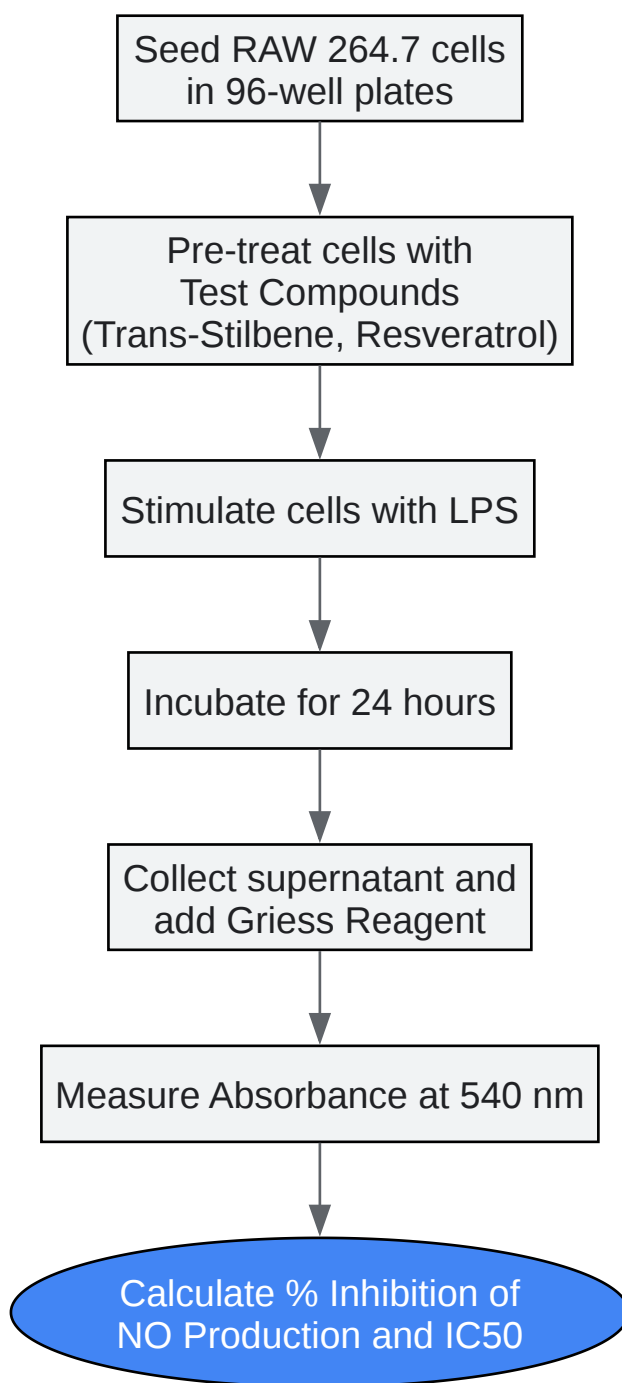 Seed RAW 264.7 cells
in 96-well plates
Pre-treat cells with
Test Compounds
(Trans-Stilbene, Resveratrol)
Stimulate cells with LPS
Incubate for 24 hours
Collect supernatant and
add Griess Reagent
Measure Absorbance at 540 nm
Calculate % Inhibition of
NO Production and IC50